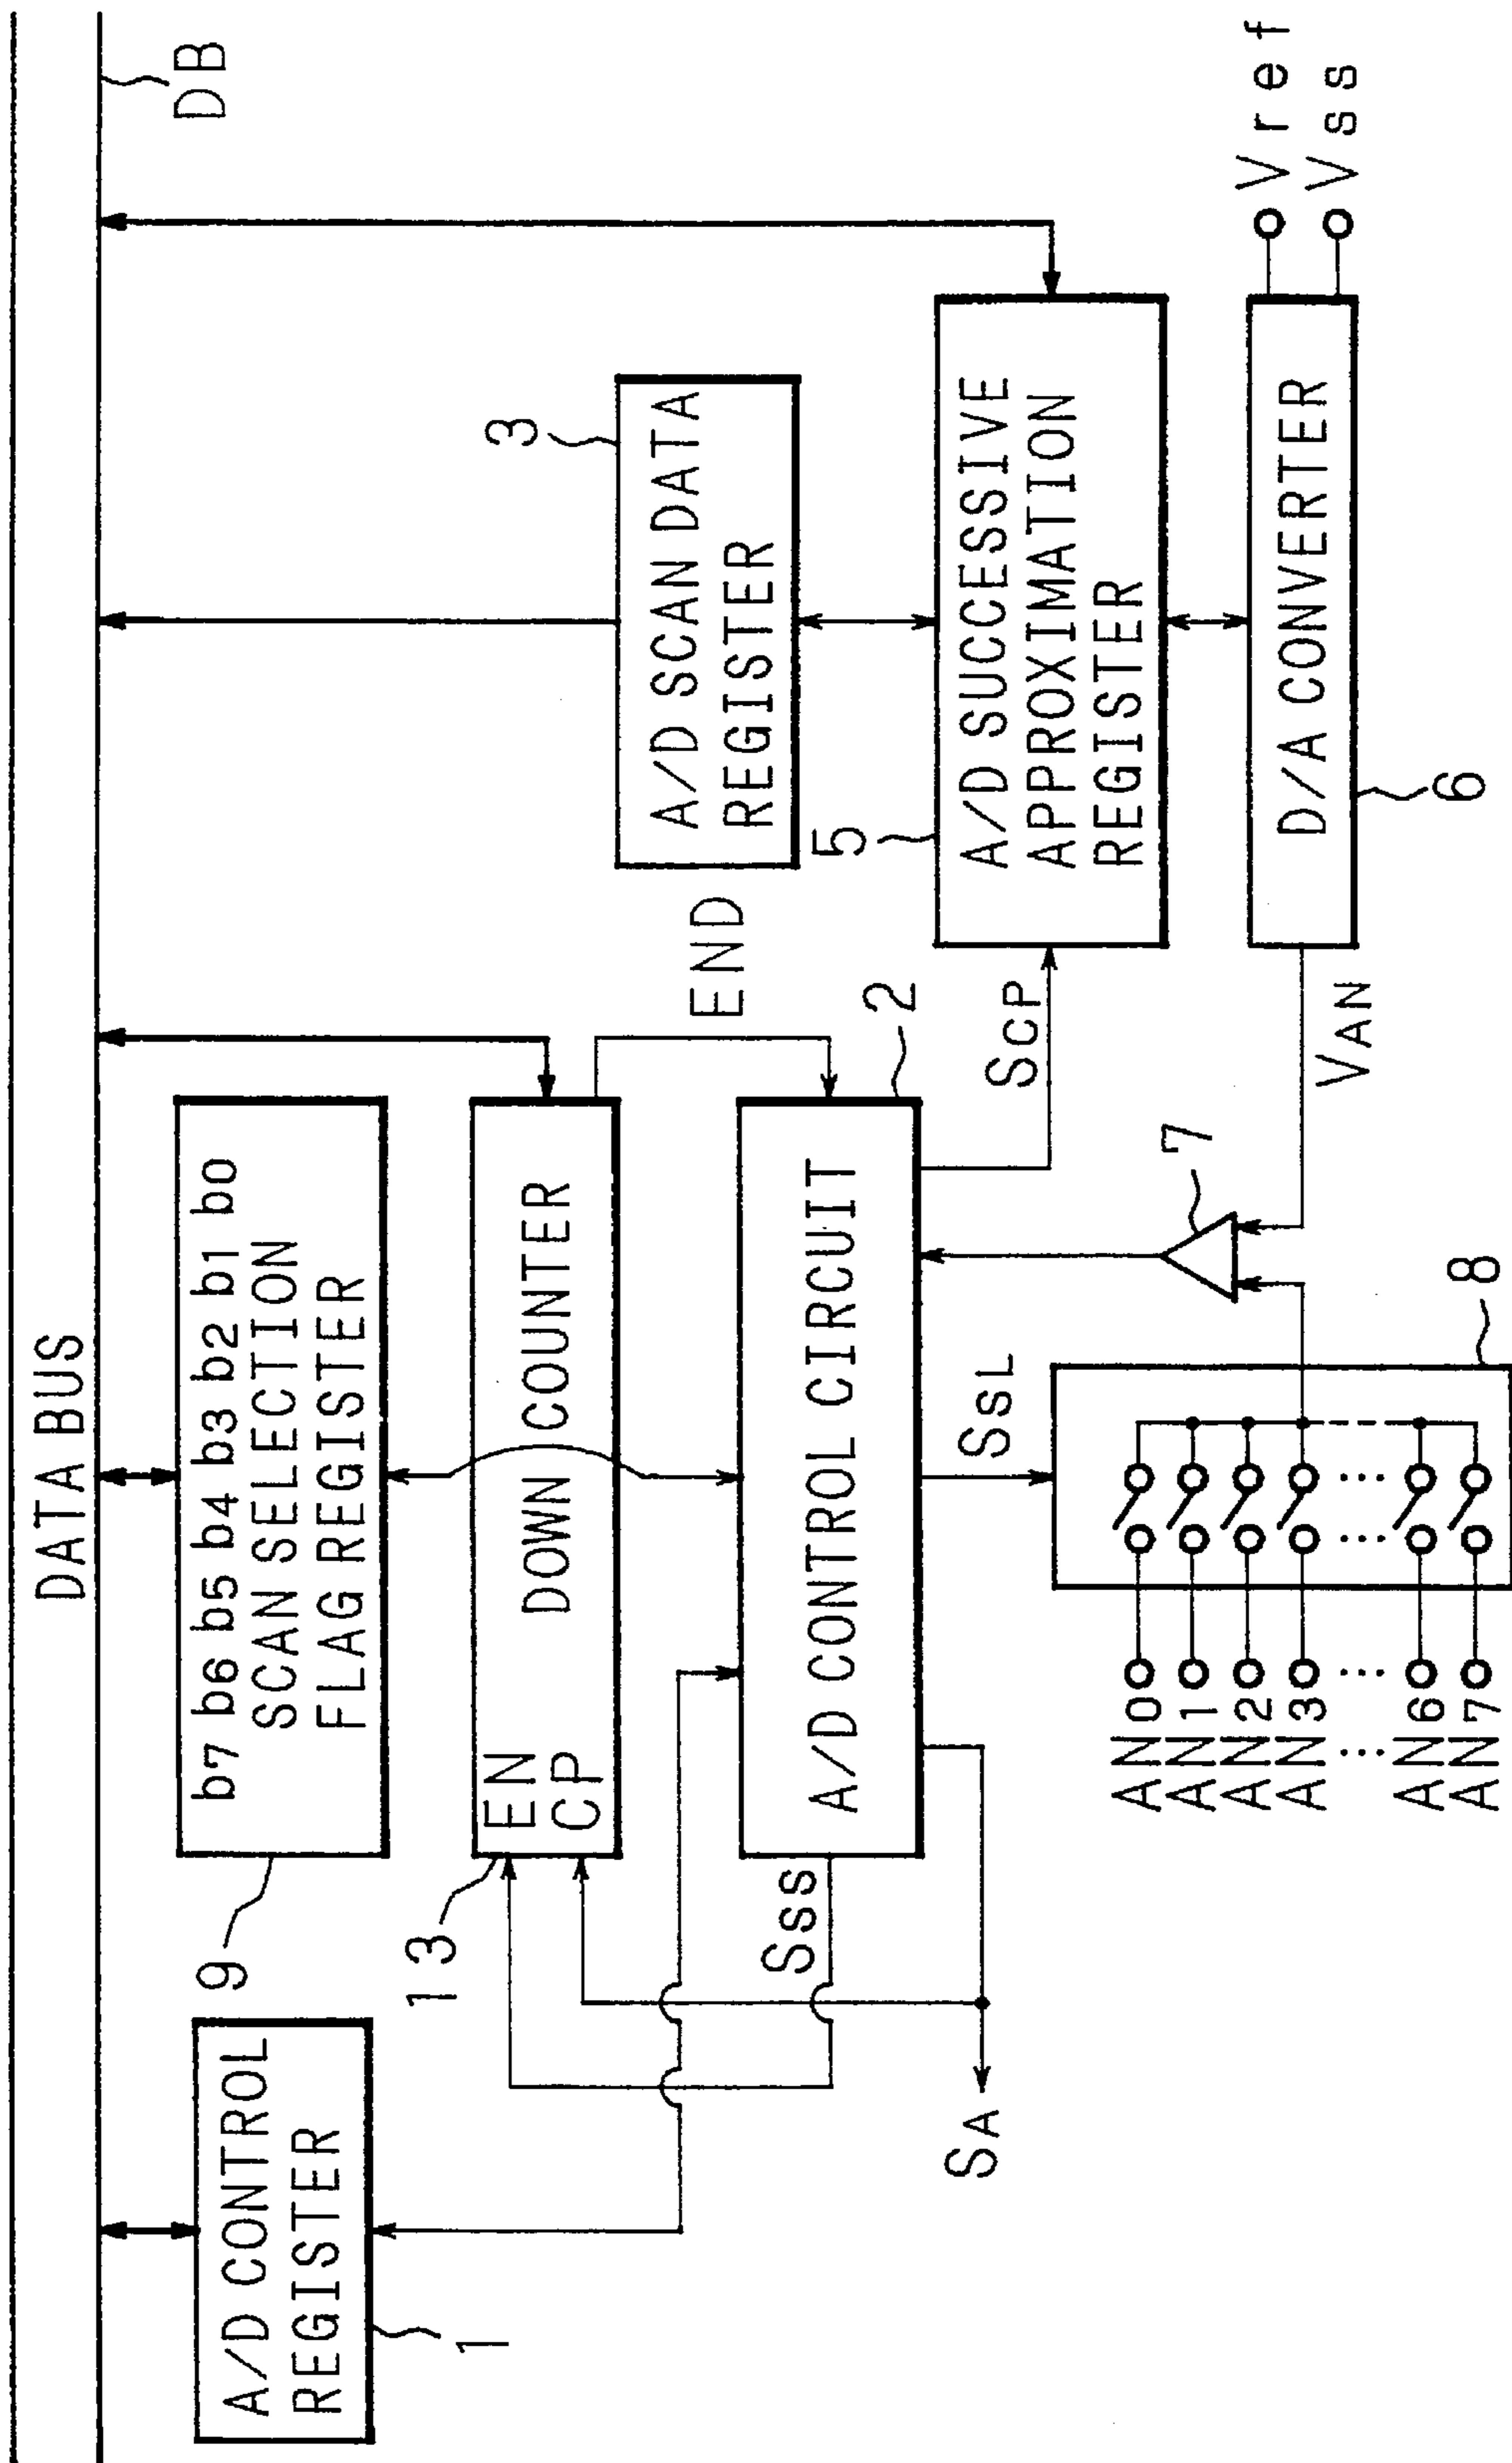 DATA BUS
DB
A/D CONTROL
REGISTER
1
b7 b6 b5 b4 b3 b2 b1 b0
SCAN SELECTION
FLAG REGISTER
9
EN
CP
DOWN COUNTER
13
END
A/D SCAN DATA
REGISTER
3
A/D CONTROL CIRCUIT
2
SSS
SA
SCP
SSL
A/D SUCCESSIVE
APPROXIMATION
REGISTER
5
D/A CONVERTER
6
Vref
Vss
VAN
7
8
AN0
AN1
AN2
AN3
...
AN6
AN7